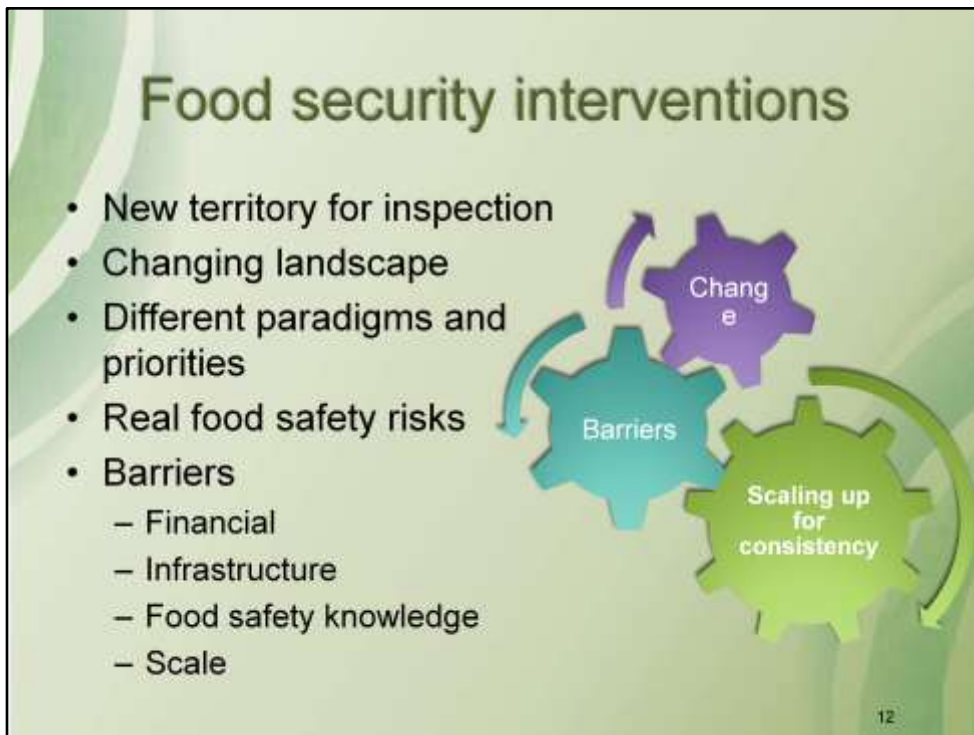 Food security interventions
• New territory for inspection
• Changing landscape
• Different paradigms and
priorities
• Real food safety risks
• Barriers
– Financial
– Infrastructure
– Food safety knowledge
– Scale
Chang
e
Barriers
Scaling up
for
consistency
12